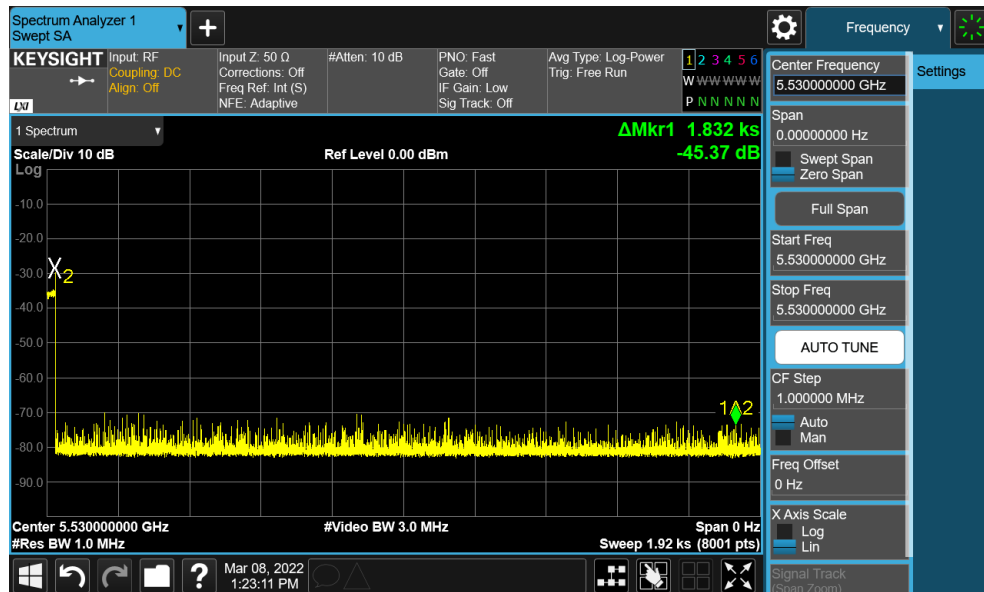 Spectrum Analyzer 1
Swept SA
Frequency
KEYSIGHT
LXI
Input: RF
Coupling: DC
Align: Off
Input Z: 50 Ω
Corrections: Off
Freq Ref: Int (S)
NFE: Adaptive
#Atten: 10 dB
PNO: Fast
Gate: Off
IF Gain: Low
Sig Track: Off
Avg Type: Log-Power
Trig: Free Run
1 2 3 4 5 6
W W W W W W
P N N N N N
Center Frequency
5.530000000 GHz
Settings
1 Spectrum
ΔMkr1 1.832 ks
-45.37 dB
Scale/Div 10 dB
Ref Level 0.00 dBm
Log
-10.0
-20.0
-30.0
-40.0
-50.0
-60.0
-70.0
-80.0
-90.0
X2
1Δ2
Center 5.530000000 GHz
#Video BW 3.0 MHz
Span 0 Hz
#Res BW 1.0 MHz
Sweep 1.92 ks (8001 pts)
Span
0.00000000 Hz
Swept Span
Zero Span
Full Span
Start Freq
5.530000000 GHz
Stop Freq
5.530000000 GHz
AUTO TUNE
CF Step
1.000000 MHz
Auto
Man
Freq Offset
0 Hz
X Axis Scale
Log
Lin
Signal Track
(Span Zoom)
?
Mar 08, 2022
1:23:11 PM